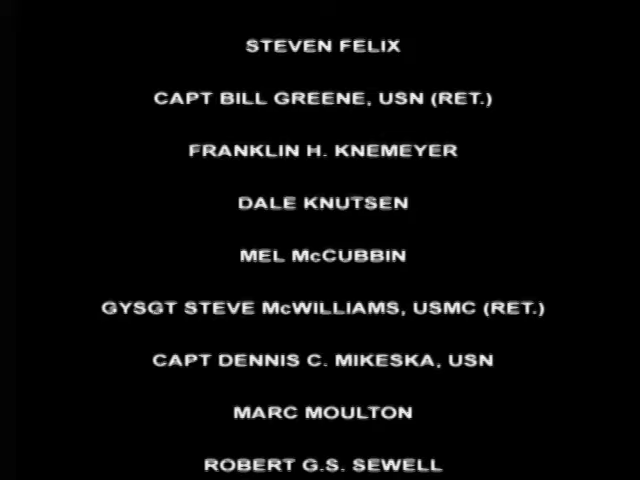 STEVEN FELIX
CAPT BILL GREENE, USN (RET.)
FRANKLIN H. KNEMEYER
DALE KNUTSEN
MEL McCUBBIN
GYSGT STEVE McWILLIAMS, USMC (RET.)
CAPT DENNIS C. MIKESKA, USN
MARC MOULTON
ROBERT G.S. SEWELL